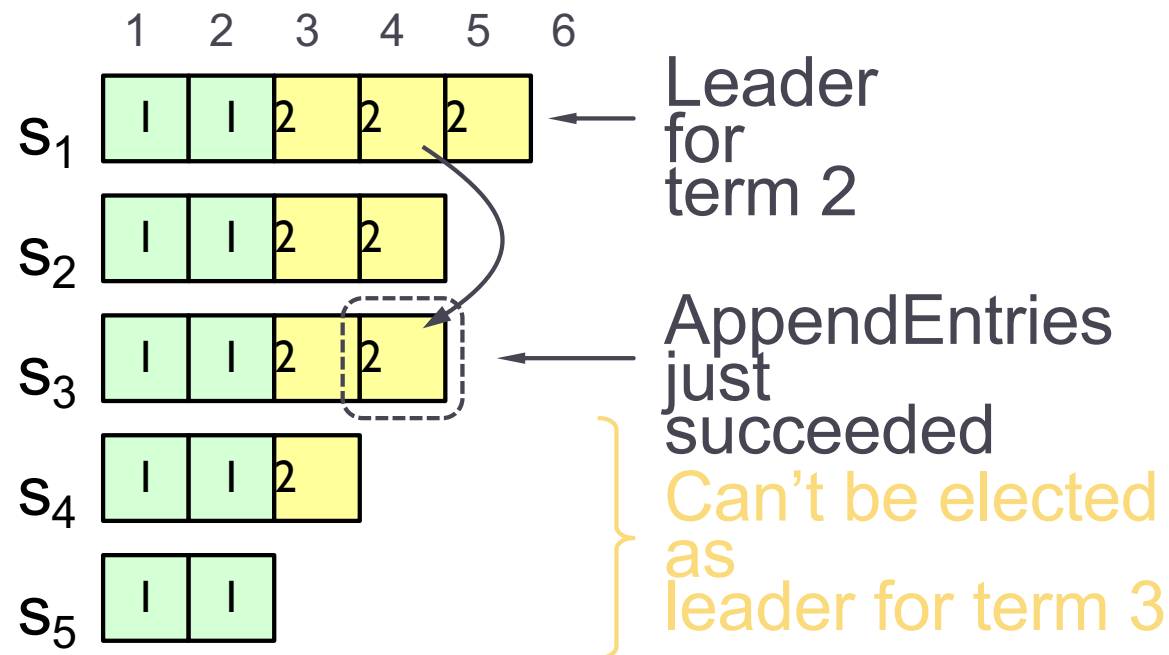 1 2 3 4 5 6
s1 1 1 2 2 2
Leader
for
term 2
s2 1 1 2 2
s3 1 1 2 2
AppendEntries
just
succeeded
s4 1 1 2
Can't be elected
as
leader for term 3
s5 1 1